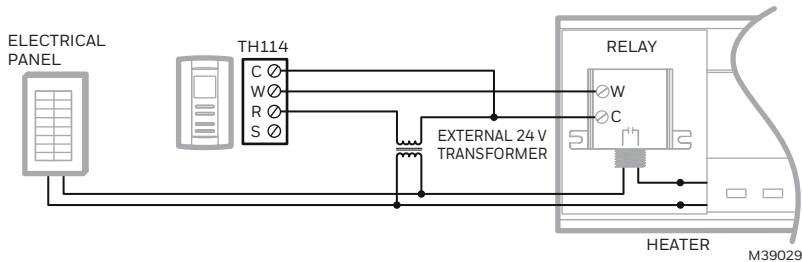 ELECTRICAL
PANEL
TH114
C
W
R
S
EXTERNAL 24 V
TRANSFORMER
RELAY
W
C
HEATER
M39029